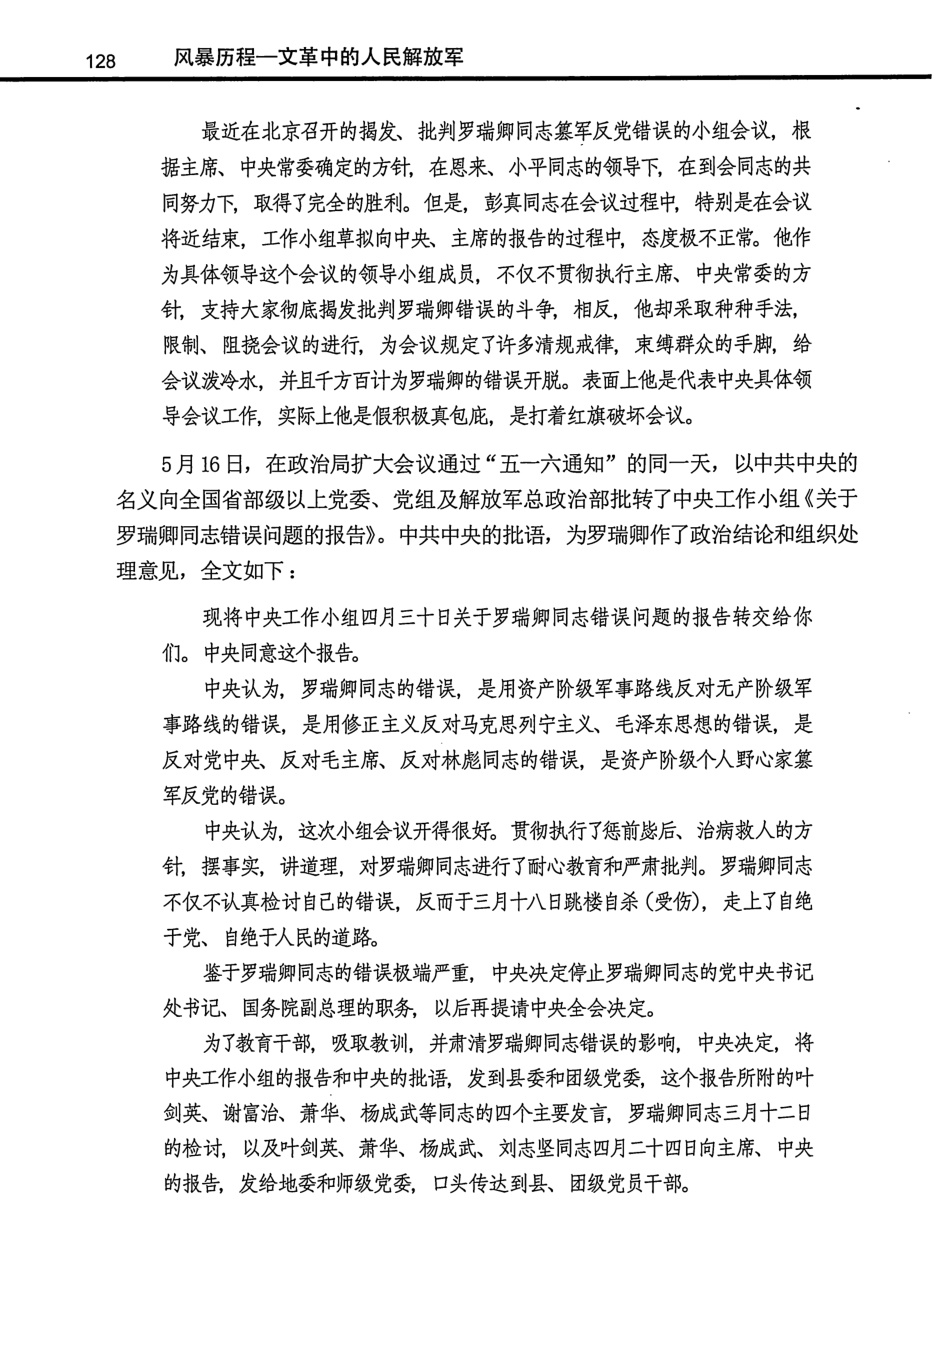 128 风暴历程—文革中的人民解放军
最近在北京召开的揭发、批判罗瑞卿同志篡军反党错误的小组会议，根
据主席、中央常委确定的方针，在恩来、小平同志的领导下，在到会同志的共
同努力下，取得了完全的胜利。但是，彭真同志在会议过程中，特别是在会议
将近结束，工作小组草拟向中央、主席的报告的过程中，态度极不正常。他作
为具体领导这个会议的领导小组成员，不仅不贯彻执行主席、中央常委的方
针，支持大家彻底揭发批判罗瑞卿错误的斗争，相反，他却采取种种手法，
限制、阻挠会议的进行，为会议规定了许多清规戒律，束缚群众的手脚，给
会议泼冷水，并且千方百计为罗瑞卿的错误开脱。表面上他是代表中央具体领
导会议工作，实际上他是假积极真包庇，是打着红旗破坏会议。
5月16日，在政治局扩大会议通过“五一六通知”的同一天，以中共中央的
名义向全国省部级以上党委、党组及解放军总政治部批转了中央工作小组《关于
罗瑞卿同志错误问题的报告》。中共中央的批语，为罗瑞卿作了政治结论和组织处
理意见，全文如下：
现将中央工作小组四月三十日关于罗瑞卿同志错误问题的报告转交给你
们。中央同意这个报告。
中央认为，罗瑞卿同志的错误，是用资产阶级军事路线反对无产阶级军
事路线的错误，是用修正主义反对马克思列宁主义、毛泽东思想的错误，是
反对党中央、反对毛主席、反对林彪同志的错误，是资产阶级个人野心家篡
军反党的错误。
中央认为，这次小组会议开得很好。贯彻执行了惩前毖后、治病救人的方
针，摆事实，讲道理，对罗瑞卿同志进行了耐心教育和严肃批判。罗瑞卿同志
不仅不认真检讨自己的错误，反而于三月十八日跳楼自杀（受伤），走上了自绝
于党、自绝于人民的道路。
鉴于罗瑞卿同志的错误极端严重，中央决定停止罗瑞卿同志的党中央书记
处书记、国务院副总理的职务，以后再提请中央全会决定。
为了教育干部，吸取教训，并肃清罗瑞卿同志错误的影响，中央决定，将
中央工作小组的报告和中央的批语，发到县委和团级党委，这个报告所附的叶
剑英、谢富治、萧华、杨成武等同志的四个主要发言，罗瑞卿同志三月十二日
的检讨，以及叶剑英、萧华、杨成武、刘志坚同志四月二十四日向主席、中央
的报告，发给地委和师级党委，口头传达到县、团级党员干部。